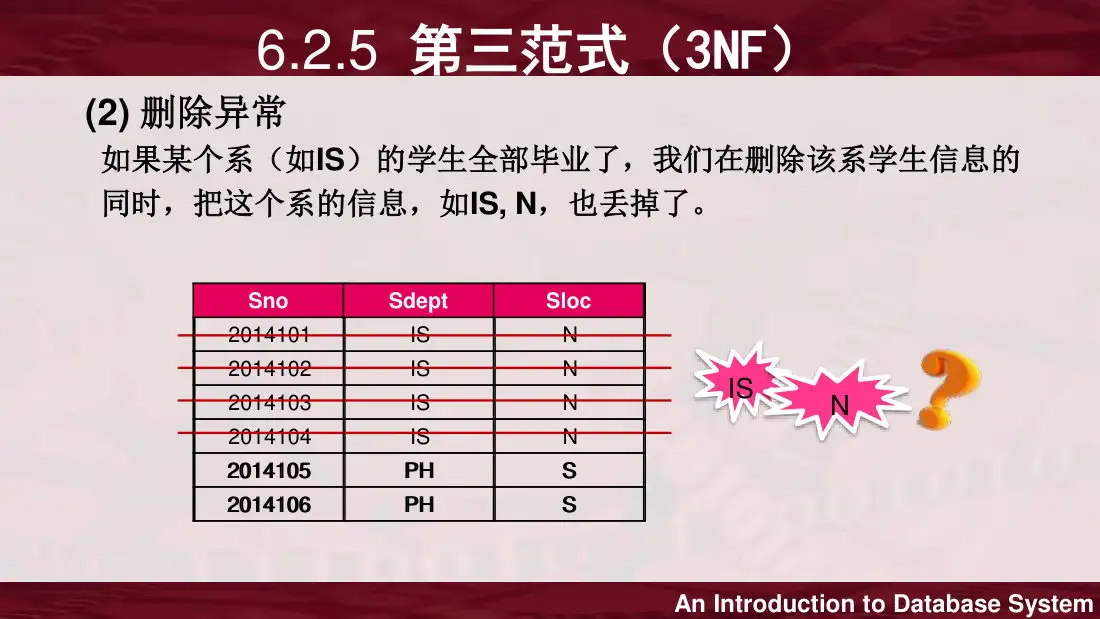 6.2.5 第三范式（3NF）
(2) 删除异常
如果某个系（如IS）的学生全部毕业了，我们在删除该系学生信息的
同时，把这个系的信息，如IS, N，也丢掉了。
Sno Sdept Sloc
2014101 IS N
2014102 IS N
2014103 IS N
2014104 IS N
2014105 PH S
2014106 PH S
IS
N
?
An Introduction to Database System